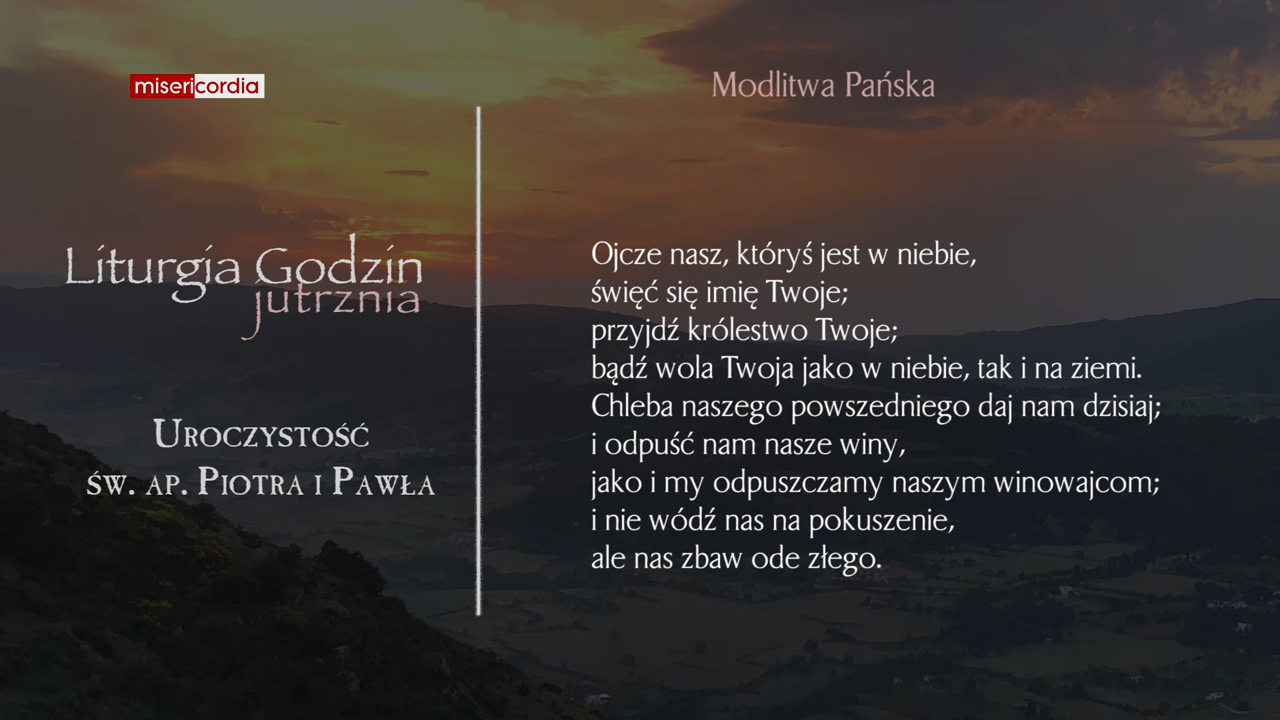 misericordia
Modlitwa Pańska
Liturgia Godzin
jutrznia
Uroczystość
św. ap. Piotra i Pawła
Ojcze nasz, któryś jest w niebie,
święć się imię Twoje;
przyjdź królestwo Twoje;
bądź wola Twoja jako w niebie, tak i na ziemi.
Chleba naszego powszedniego daj nam dzisiaj;
i odpuść nam nasze winy,
jako i my odpuszczamy naszym winowajcom;
i nie wódź nas na pokuszenie,
ale nas zbaw ode złego.